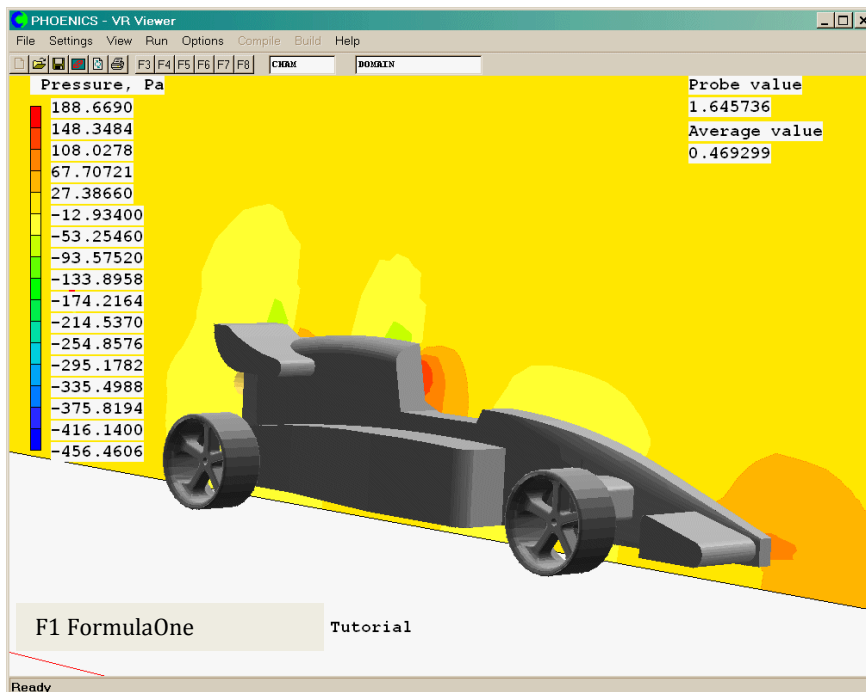 PHOENICS - VR Viewer
File Settings View Run Options Compile Build Help
F3 F4 F5 F6 F7 F8 CHAM DOMAIN
Pressure, Pa
188.6690
148.3484
108.0278
67.70721
27.38660
-12.93400
-53.25460
-93.57520
-133.8958
-174.2164
-214.5370
-254.8576
-295.1782
-335.4988
-375.8194
-416.1400
-456.4606
Probe value
1.645736
Average value
0.469299
F1 FormulaOne Tutorial
Ready